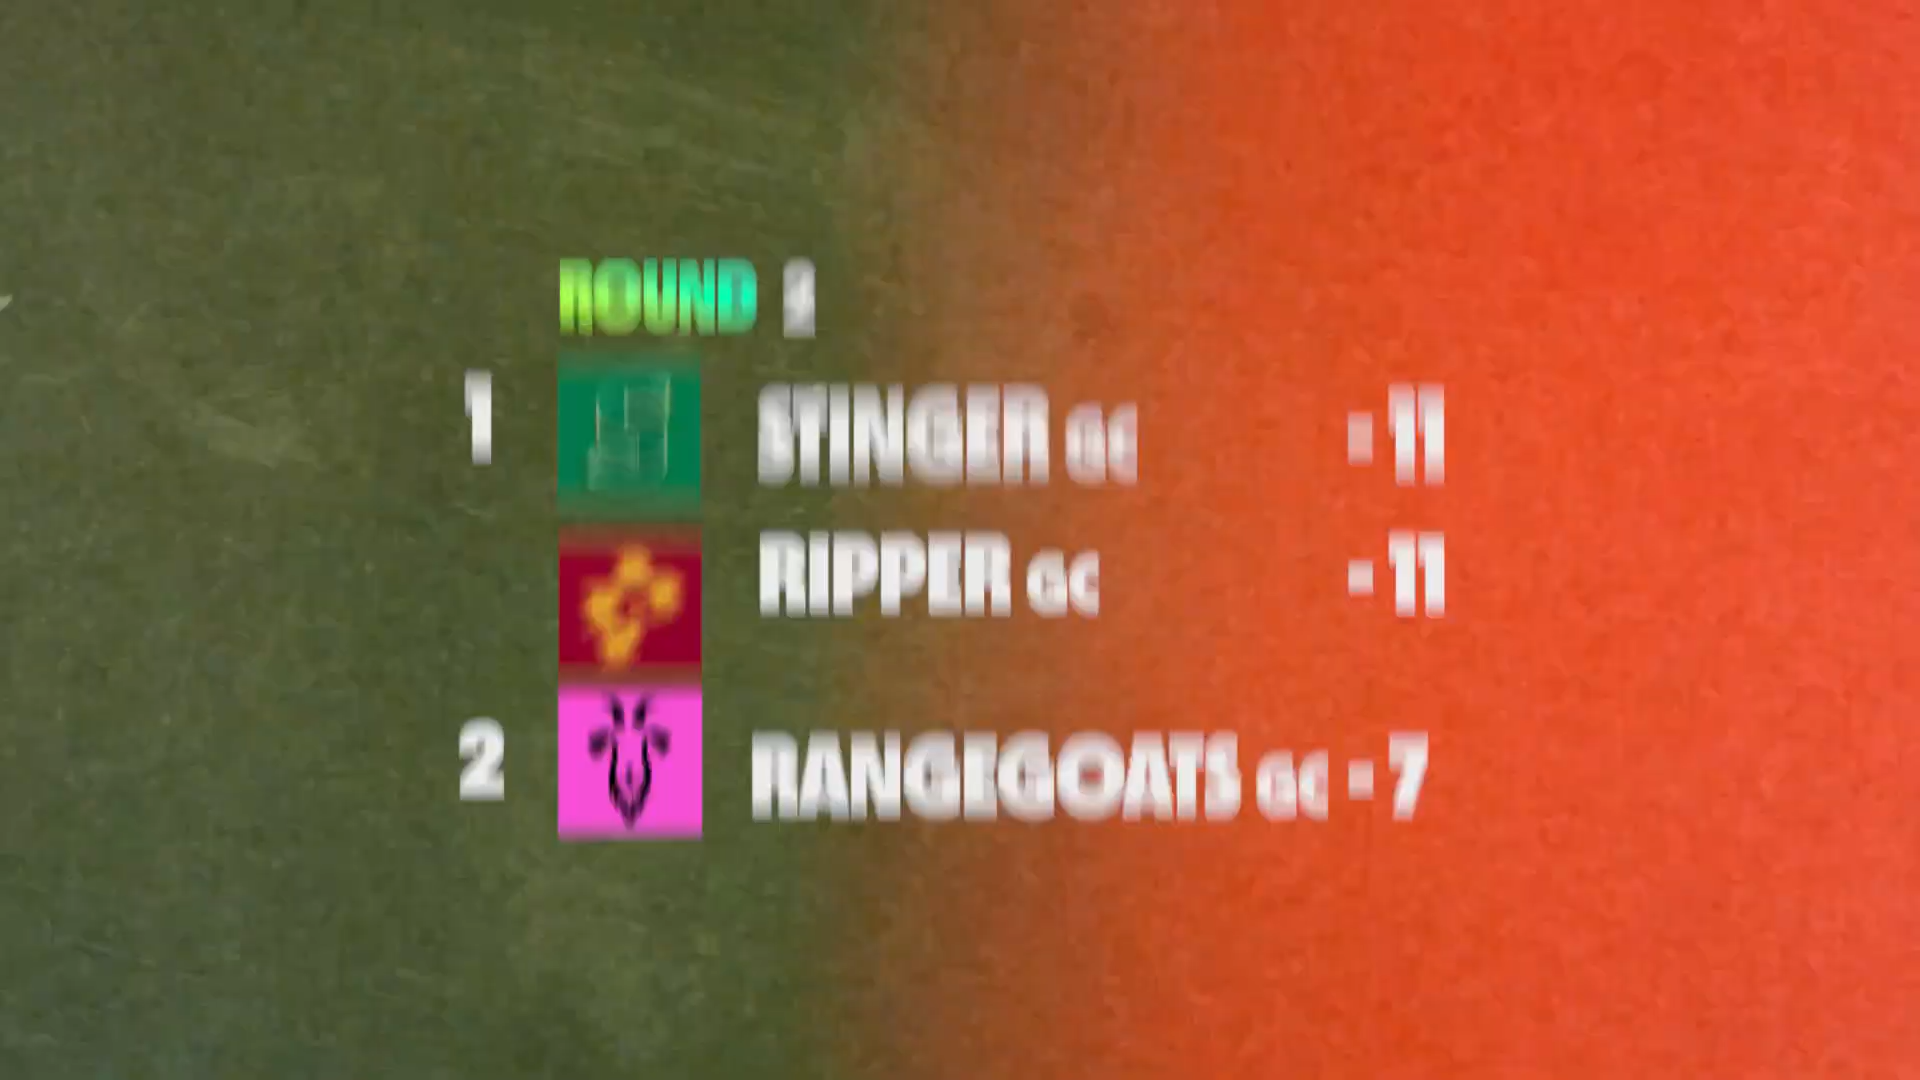 ROUND
1 STINGER GC -11
RIPPER GC -11
2 RANGEGOATS GC -7